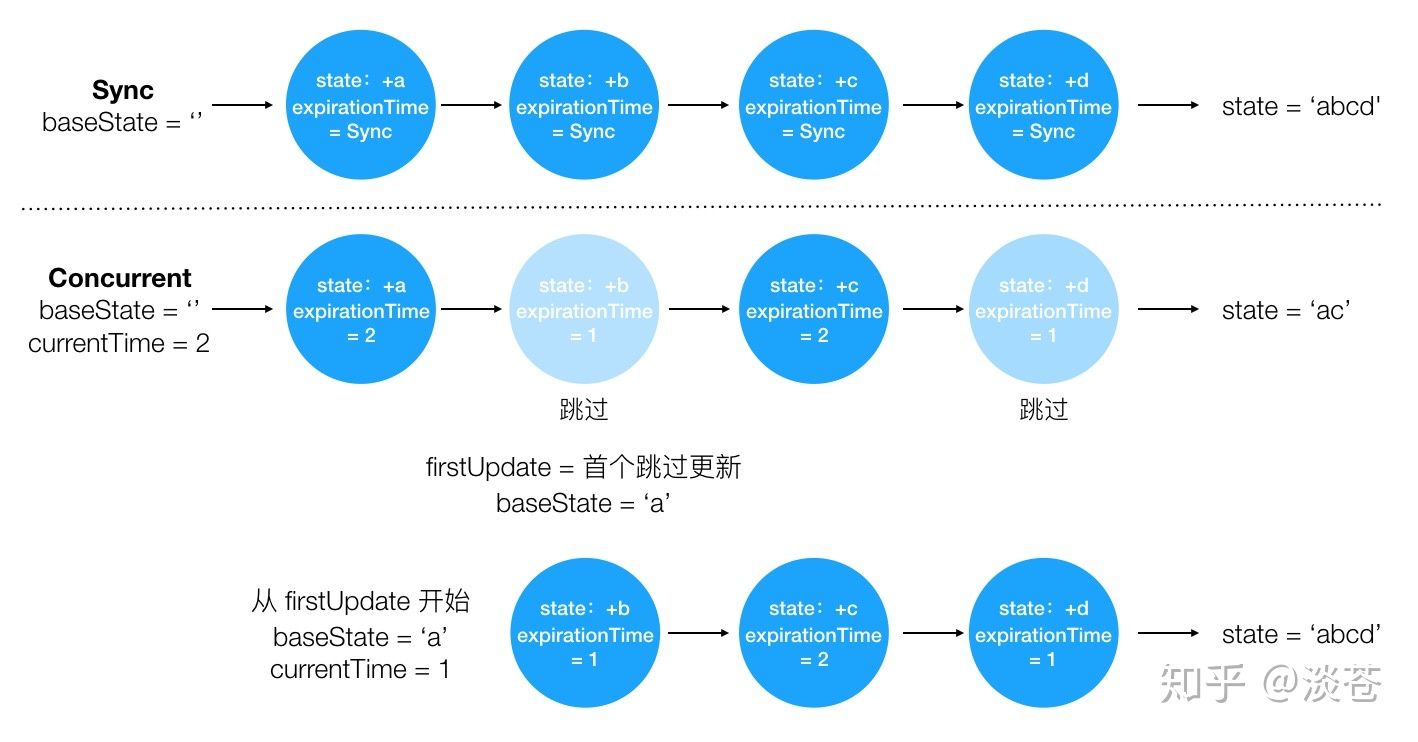 Sync
baseState = ‘’
state：+a
expirationTime
= Sync
state：+b
expirationTime
= Sync
state：+c
expirationTime
= Sync
state：+d
expirationTime
= Sync
state = ‘abcd'
Concurrent
baseState = ‘’
currentTime = 2
state：+a
expirationTime
= 2
state：+b
expirationTime
= 1
state：+c
expirationTime
= 2
state：+d
expirationTime
= 1
state = ‘ac’
跳过
跳过
firstUpdate = 首个跳过更新
baseState = ‘a’
从 firstUpdate 开始
baseState = ‘a’
currentTime = 1
state：+b
expirationTime
= 1
state：+c
expirationTime
= 2
state：+d
expirationTime
= 1
state = ‘abcd’
知乎 @淡苍